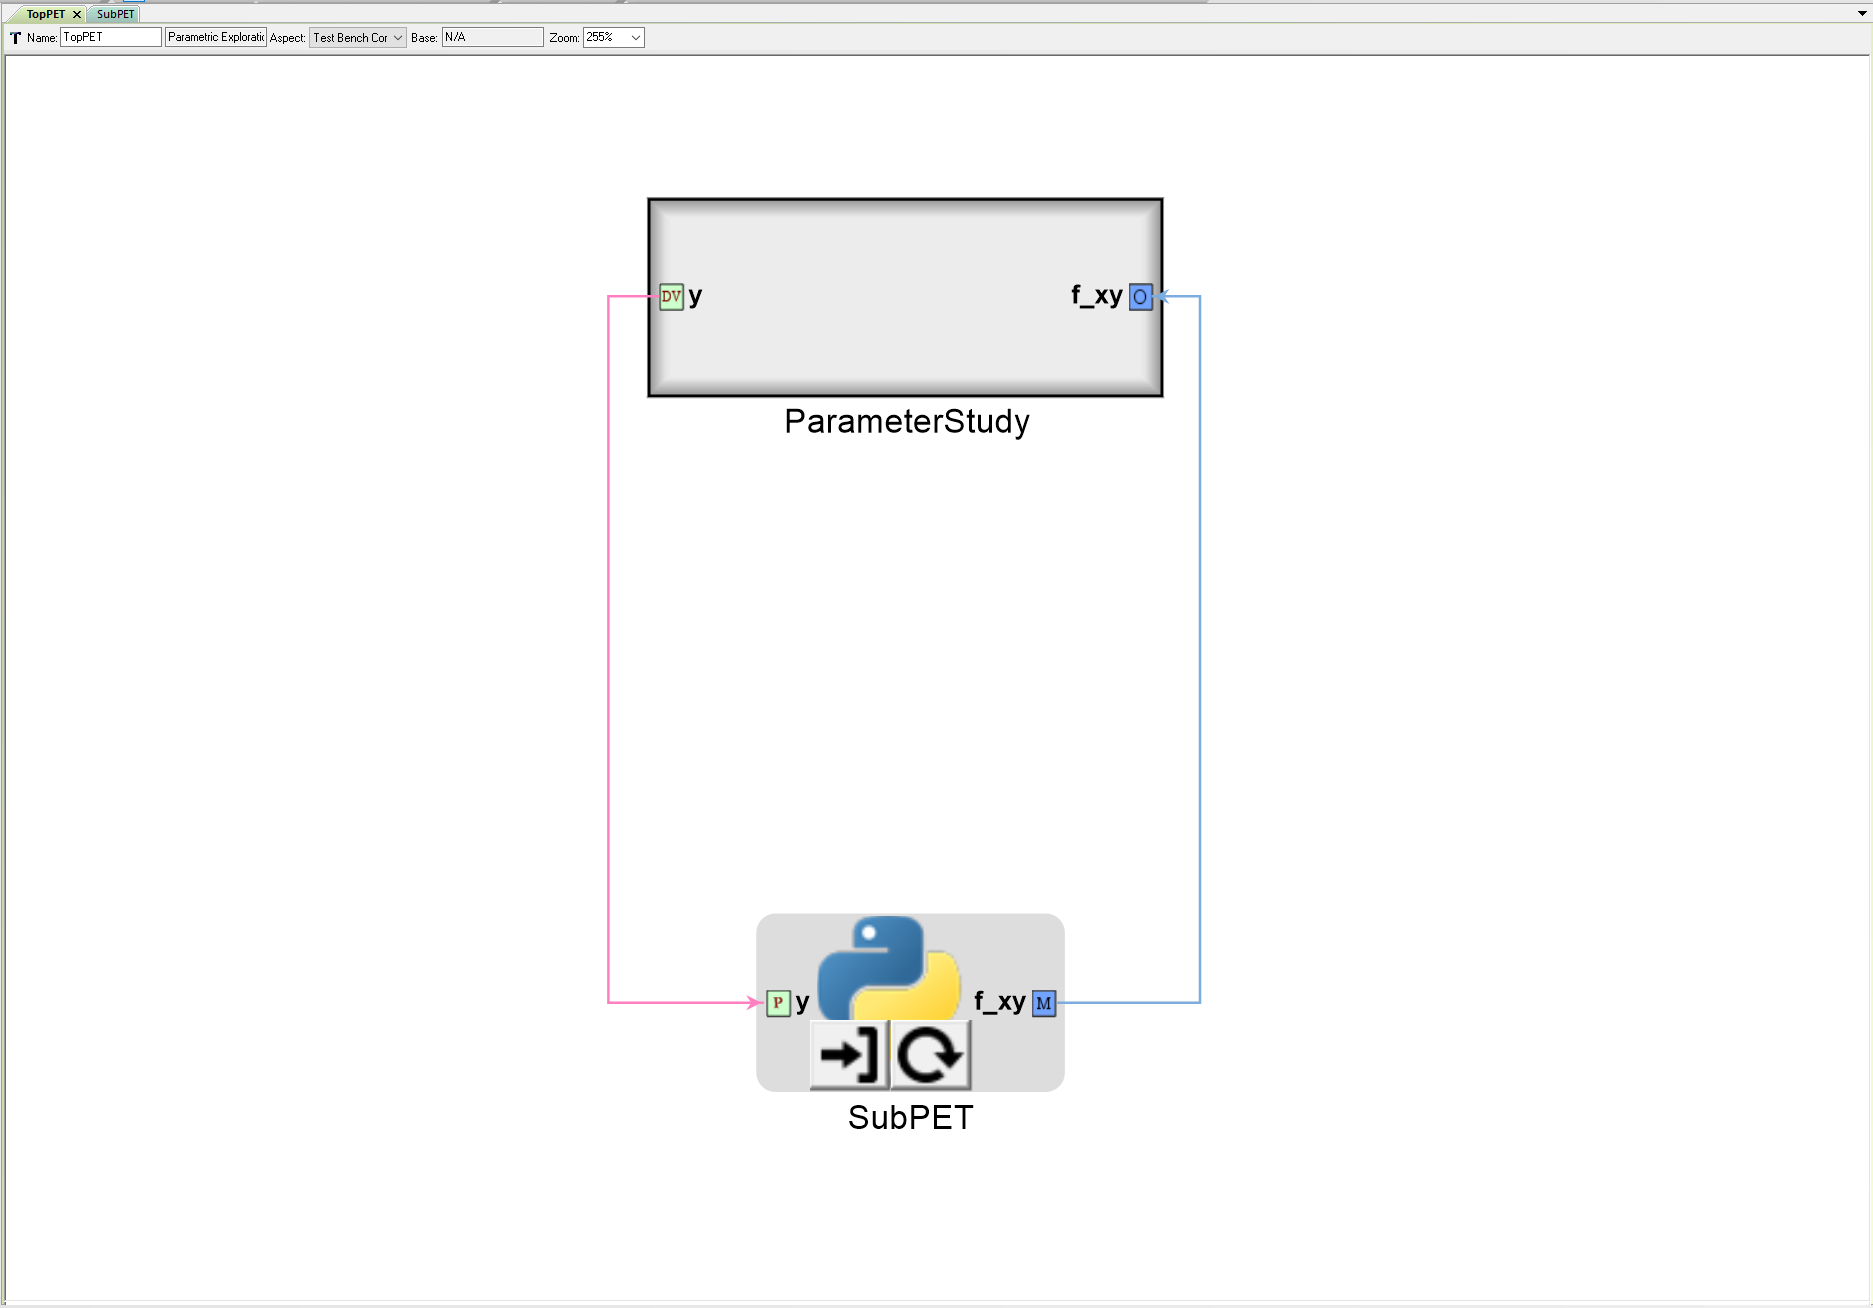 TopPET SubPET
T Name: TopPET Parametric Exploratic Aspect: Test Bench Cor Base: N/A Zoom: 255%
DV y f_xy O
ParameterStudy
P y f_xy M
SubPET